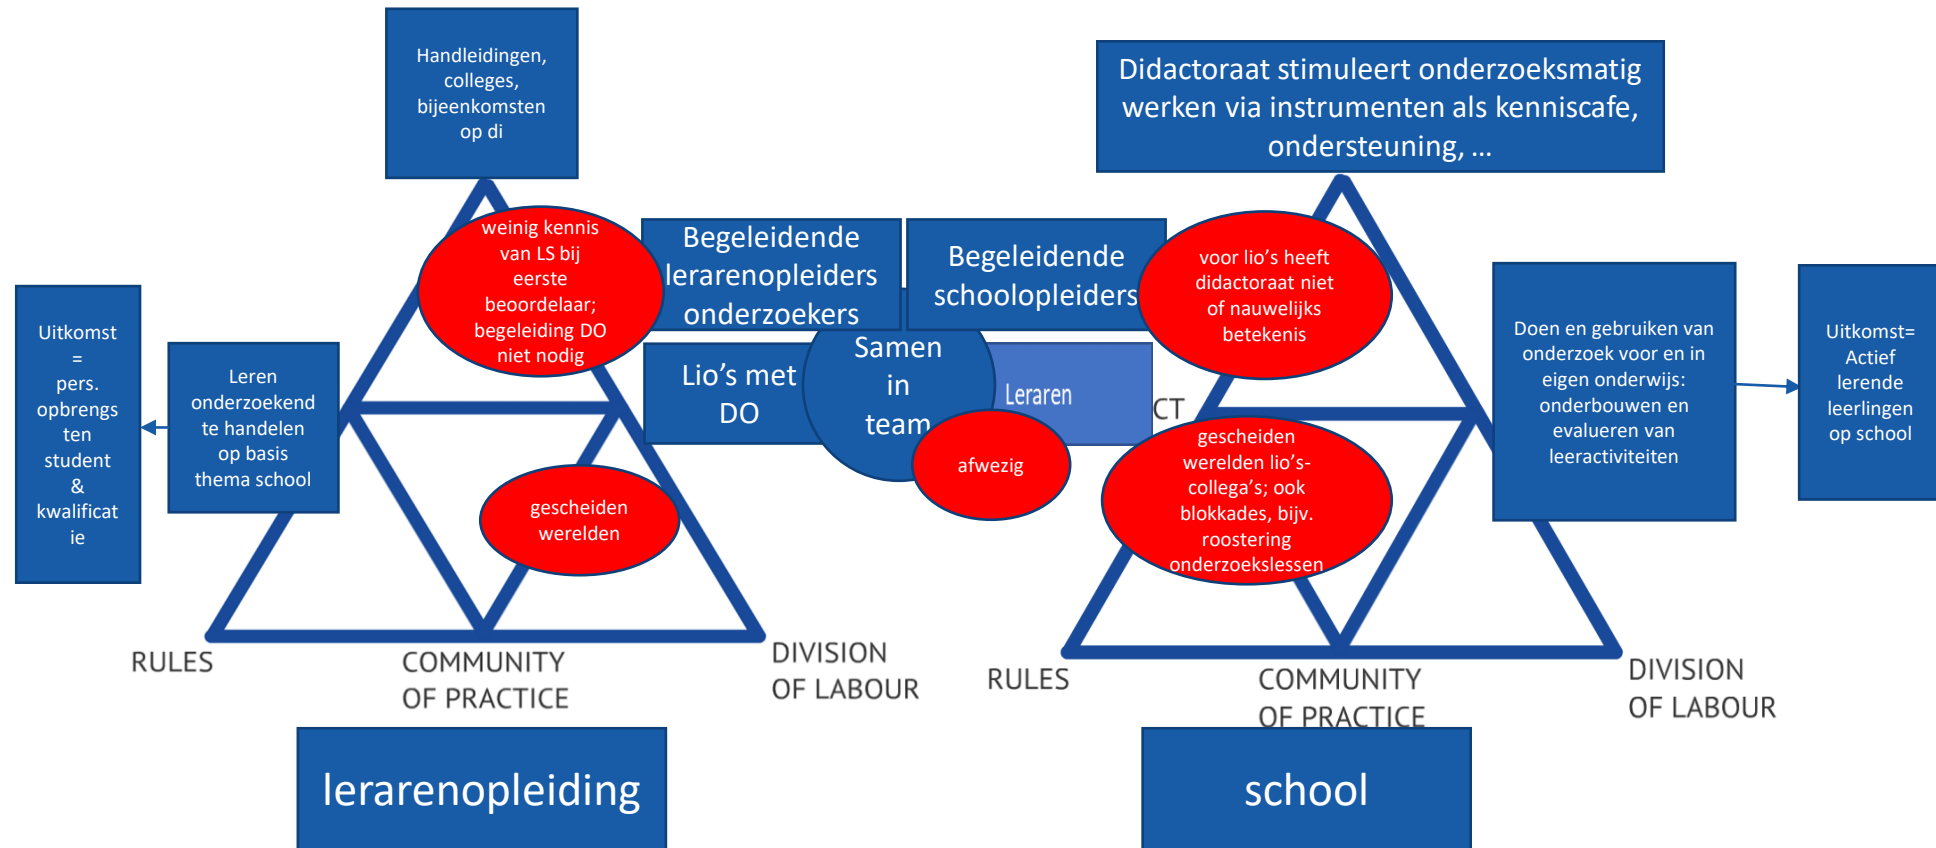 Handleidingen,
colleges,
bijeenkomsten
op di
Didactoraat stimuleert onderzoeksmatig
werken via instrumenten als kenniscafe,
ondersteuning, ...
weinig kennis
van LS bij
eerste
beoordelaar;
begeleiding DO
niet nodig
Begeleidende
lerarenopleiders
onderzoekers
Begeleidende
schoolopleiders
voor lio's heeft
didactoraat niet
of nauwelijks
betekenis
Uitkomst
=
pers.
opbrengs
ten
student
&
kwalificat
ie
Leren
onderzoekend
te handelen
op basis
thema school
Lio's met
DO
Samen
in
team
Leraren
CT
afwezig
Doen en gebruiken van
onderzoek voor en in
eigen onderwijs:
onderbouwen en
evalueren van
leeractiviteiten
Uitkomst=
Actief
lerende
leerlingen
op school
gescheiden
werelden
gescheiden
werelden lio's-
collega's; ook
blokkades, bijv.
roostering
onderzoekslessen
RULES
COMMUNITY
OF PRACTICE
DIVISION
OF LABOUR
RULES
COMMUNITY
OF PRACTICE
DIVISION
OF LABOUR
lerarenopleiding
school